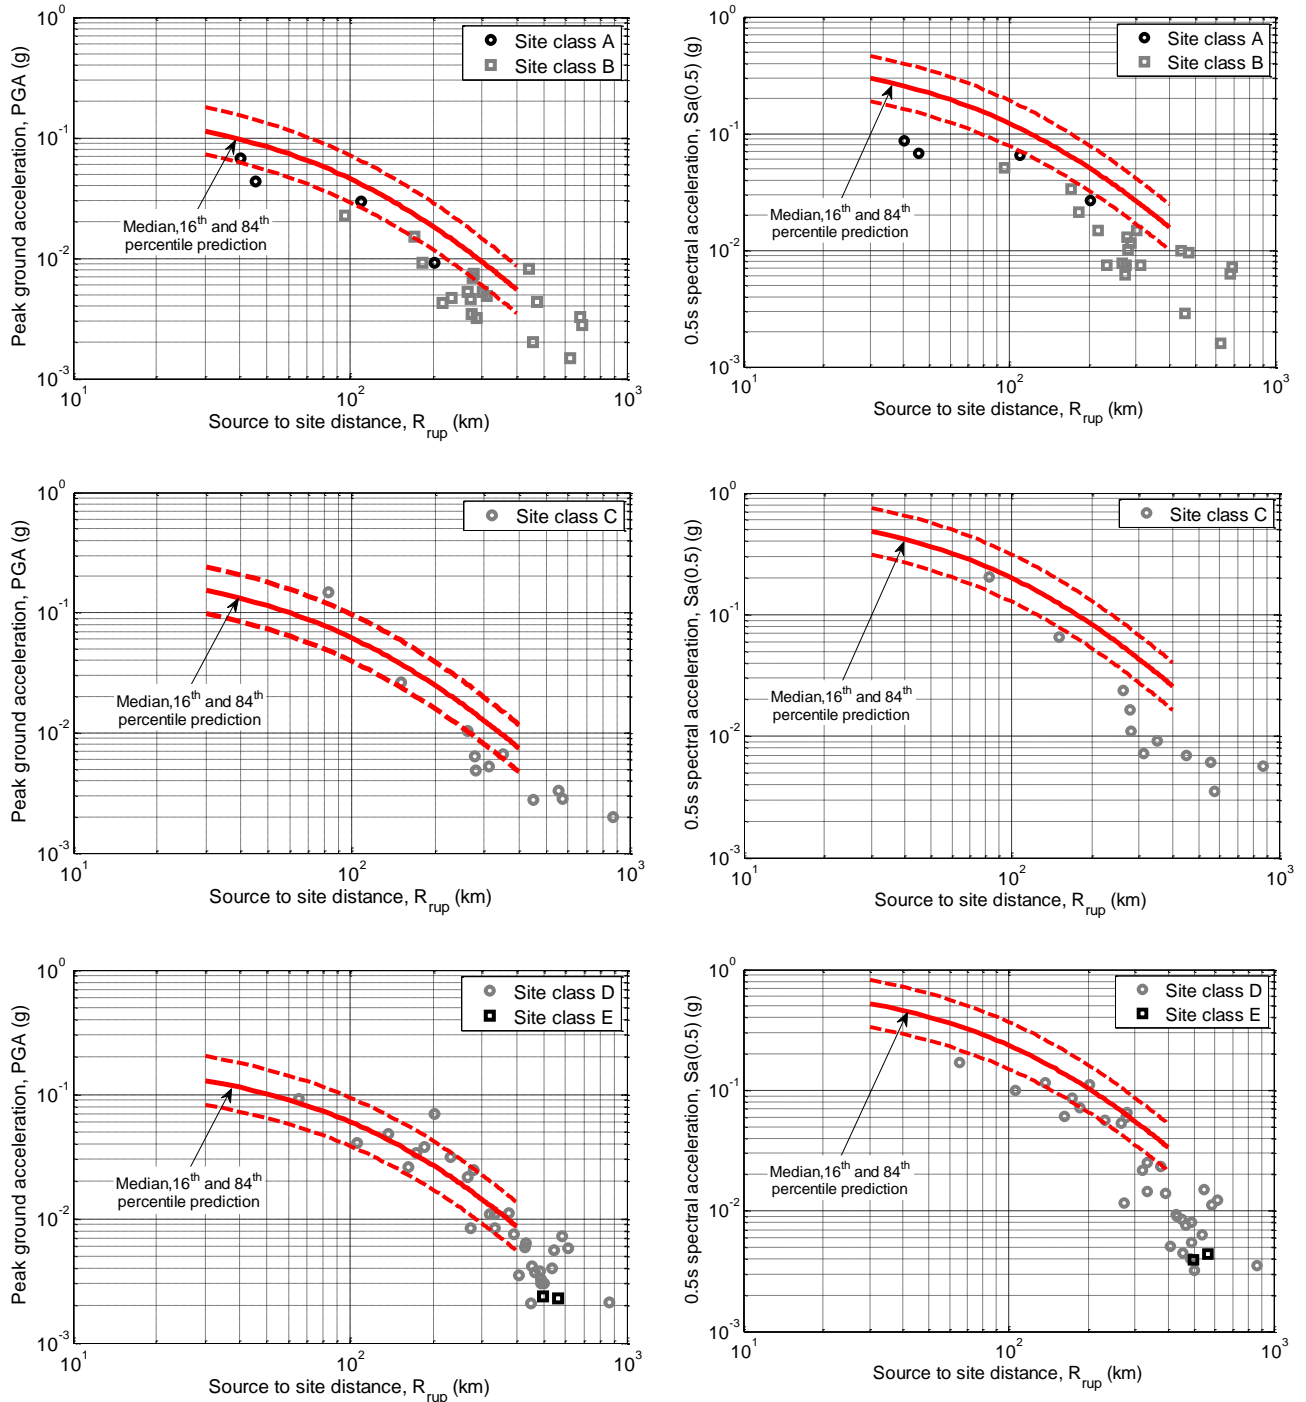 10^0
10^-1
10^-2
10^-3
Peak ground acceleration, PGA (g)
Site class A
Site class B
Median,16^th and 84^th
percentile prediction
10^1
10^2
10^3
Source to site distance, R_rup (km)
10^0
10^-1
10^-2
10^-3
0.5s spectral acceleration, Sa(0.5) (g)
Site class A
Site class B
Median,16^th and 84^th
percentile prediction
10^1
10^2
10^3
Source to site distance, R_rup (km)
10^0
10^-1
10^-2
10^-3
Peak ground acceleration, PGA (g)
Site class C
Median,16^th and 84^th
percentile prediction
10^1
10^2
10^3
Source to site distance, R_rup (km)
10^0
10^-1
10^-2
10^-3
0.5s spectral acceleration, Sa(0.5) (g)
Site class C
Median,16^th and 84^th
percentile prediction
10^1
10^2
10^3
Source to site distance, R_rup (km)
10^0
10^-1
10^-2
10^-3
Peak ground acceleration, PGA (g)
Site class D
Site class E
Median,16^th and 84^th
percentile prediction
10^1
10^2
10^3
Source to site distance, R_rup (km)
10^0
10^-1
10^-2
10^-3
0.5s spectral acceleration, Sa(0.5) (g)
Site class D
Site class E
Median,16^th and 84^th
percentile prediction
10^1
10^2
10^3
Source to site distance, R_rup (km)